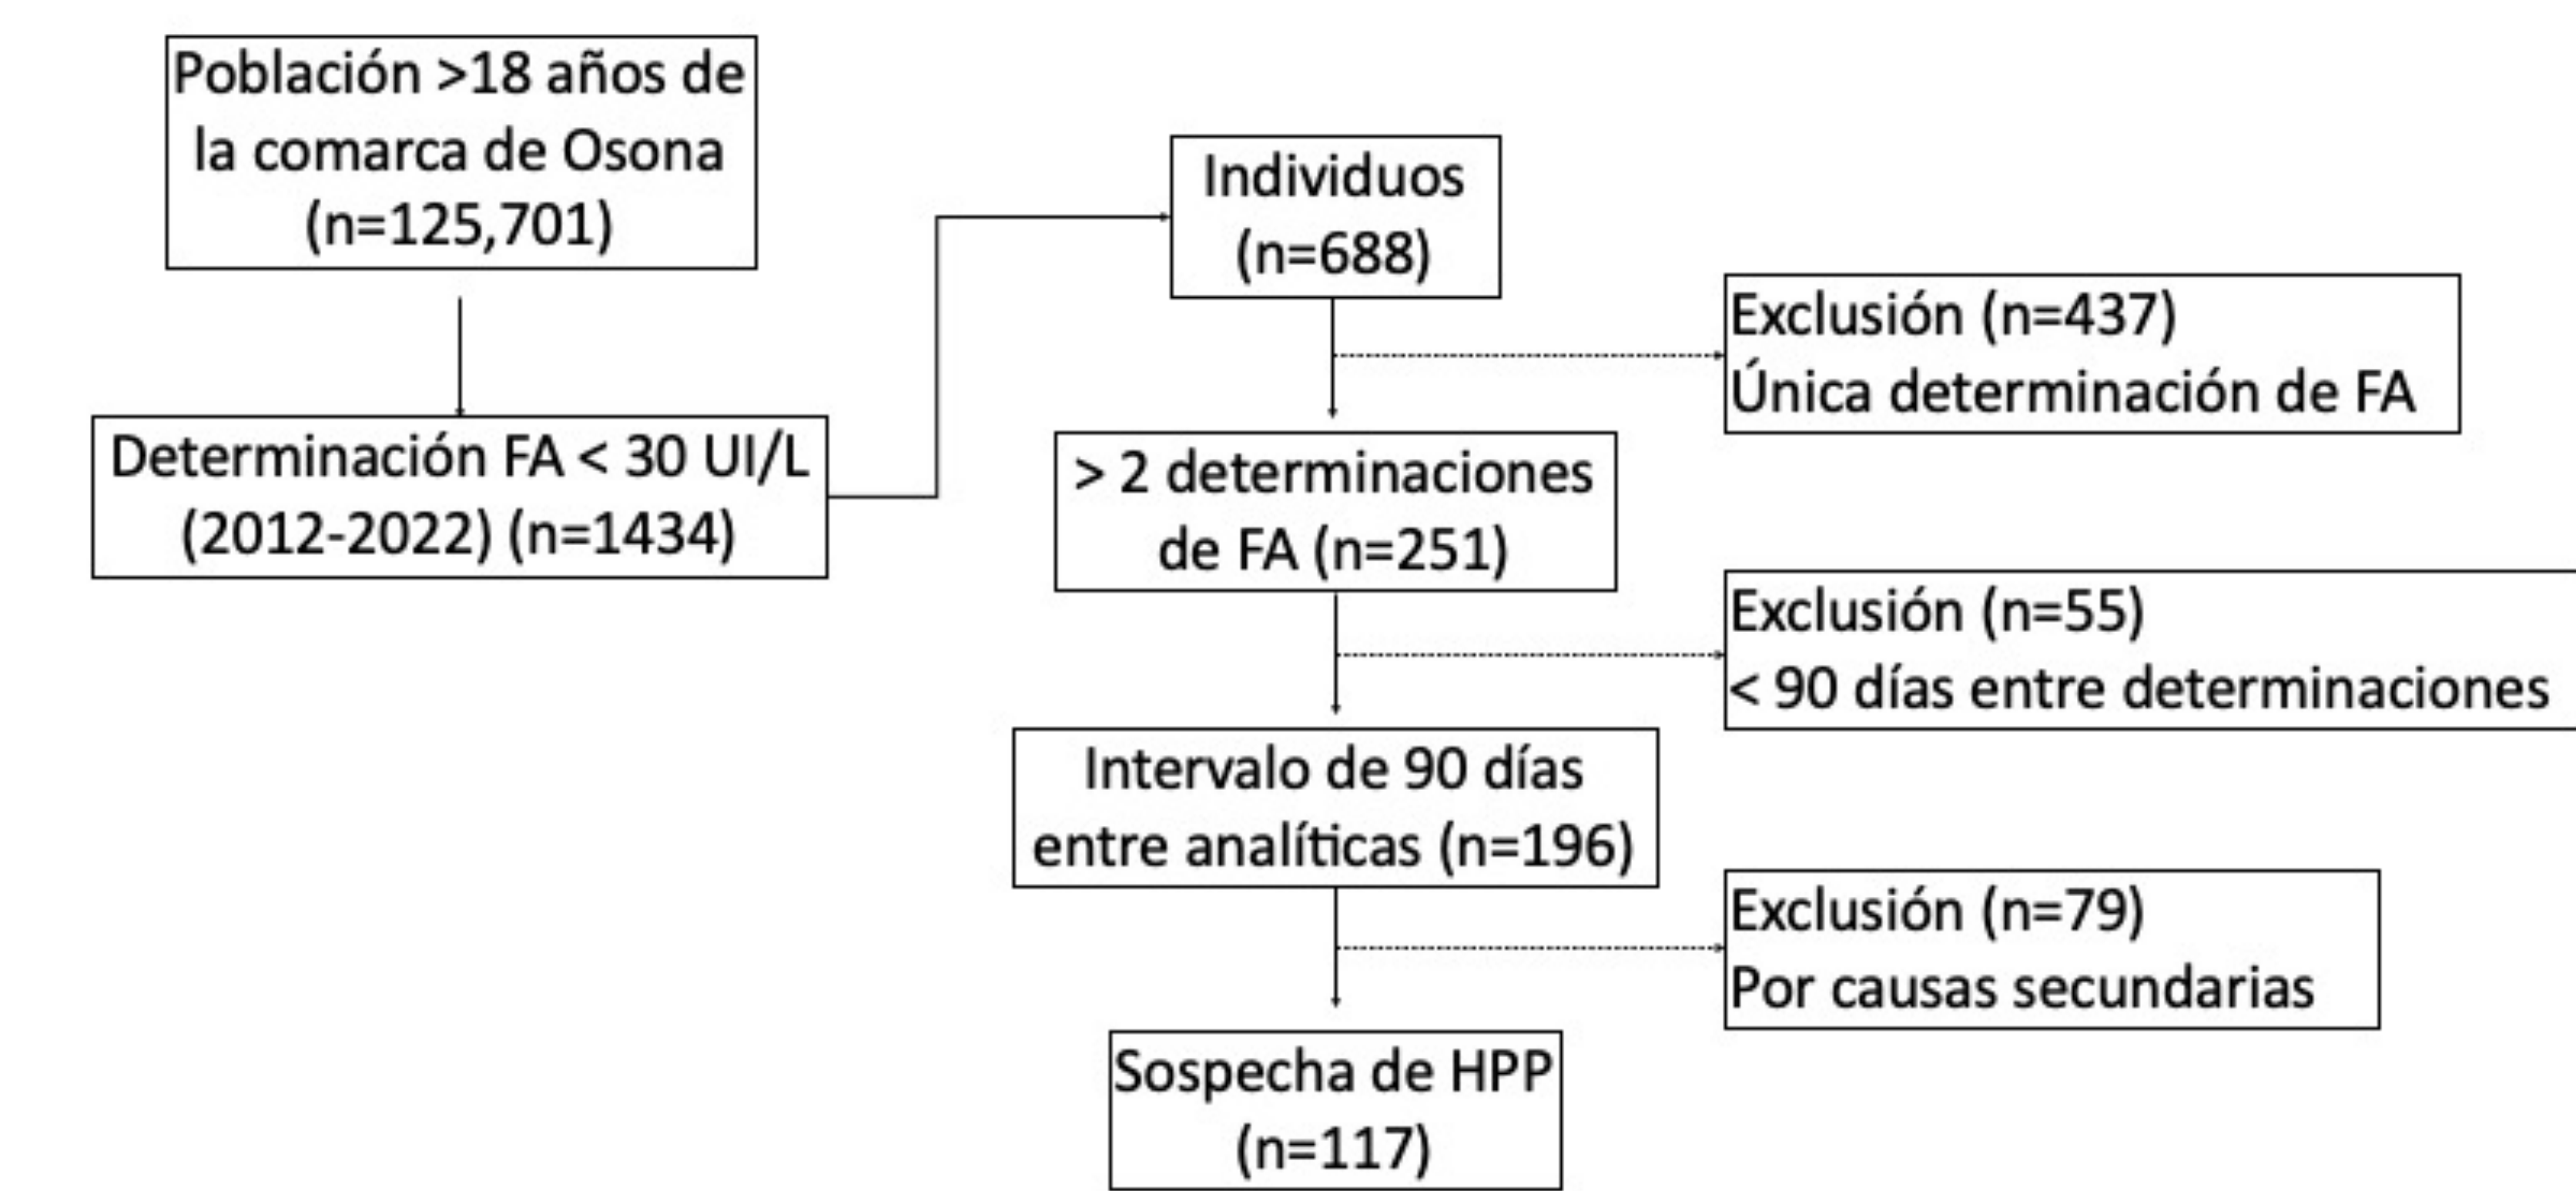 Población >18 años de
la comarca de Osona
(n=125,701)
Determinación FA < 30 UI/L
(2012-2022) (n=1434)
Individuos
(n=688)
Exclusión (n=437)
Única determinación de FA
> 2 determinaciones
de FA (n=251)
Exclusión (n=55)
< 90 días entre determinaciones
Intervalo de 90 días
entre analíticas (n=196)
Exclusión (n=79)
Por causas secundarias
Sospecha de HPP
(n=117)